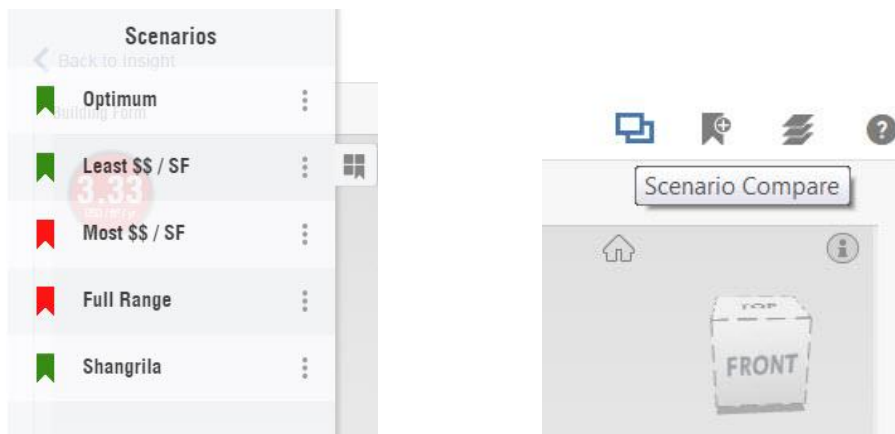 Scenarios
Back to Insight
Optimum
Building Form
Least $$ / SF
3.33
Most $$ / SF
Full Range
Shangrila
Scenario Compare
TOP
FRONT